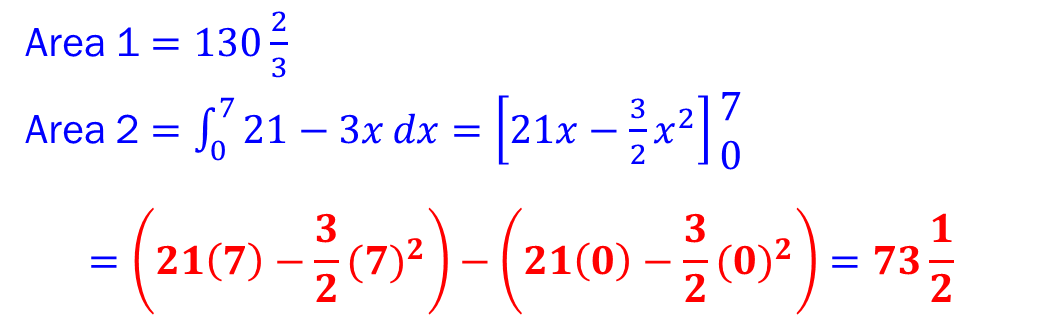 Area 1 = 130 2/3
Area 2 = ∫₀⁷ 21 − 3x dx = [21x − 3/2 x²]₀⁷
= (21(7) − 3/2 (7)²) − (21(0) − 3/2 (0)²) = 73 1/2